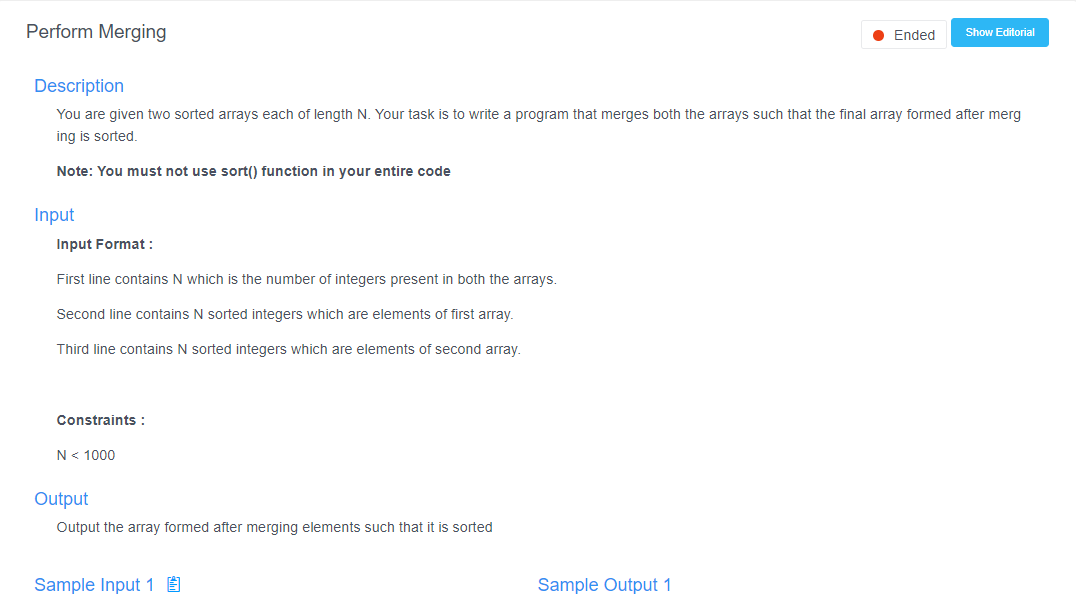 Perform Merging
Ended
Show Editorial
Description
You are given two sorted arrays each of length N. Your task is to write a program that merges both the arrays such that the final array formed after merg
ing is sorted.
Note: You must not use sort() function in your entire code
Input
Input Format :
First line contains N which is the number of integers present in both the arrays.
Second line contains N sorted integers which are elements of first array.
Third line contains N sorted integers which are elements of second array.
Constraints :
N < 1000
Output
Output the array formed after merging elements such that it is sorted
Sample Input 1
Sample Output 1